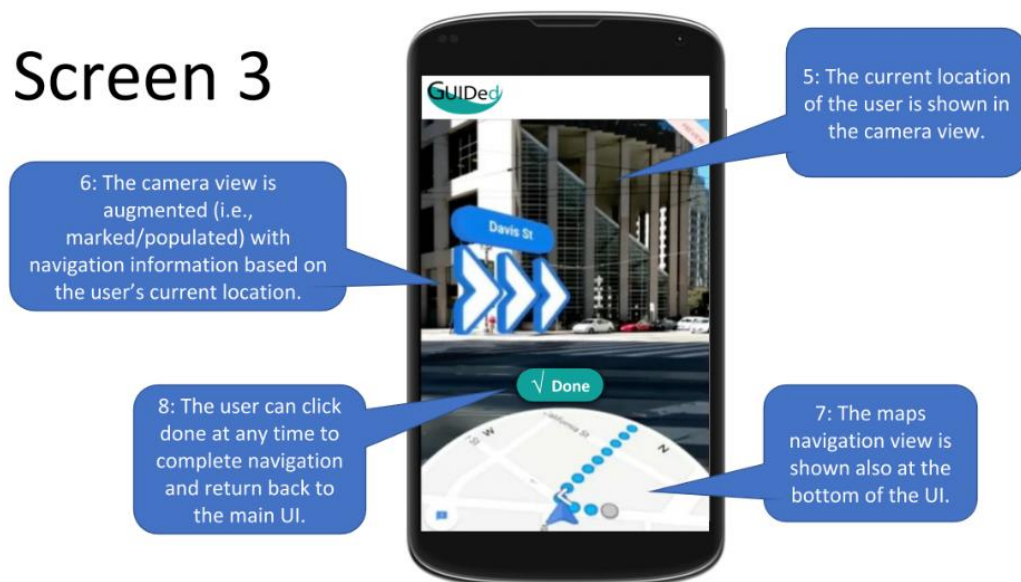 Screen 3
GUIDed
5: The current location
of the user is shown in
the camera view.
6: The camera view is
augmented (i.e.,
marked/populated) with
navigation information based on
the user's current location.
PREVIEW
Davis St
√ Done
8: The user can click
done at any time to
complete navigation
and return back to
the main UI.
7: The maps
navigation view is
shown also at the
bottom of the UI.
California St
W
N